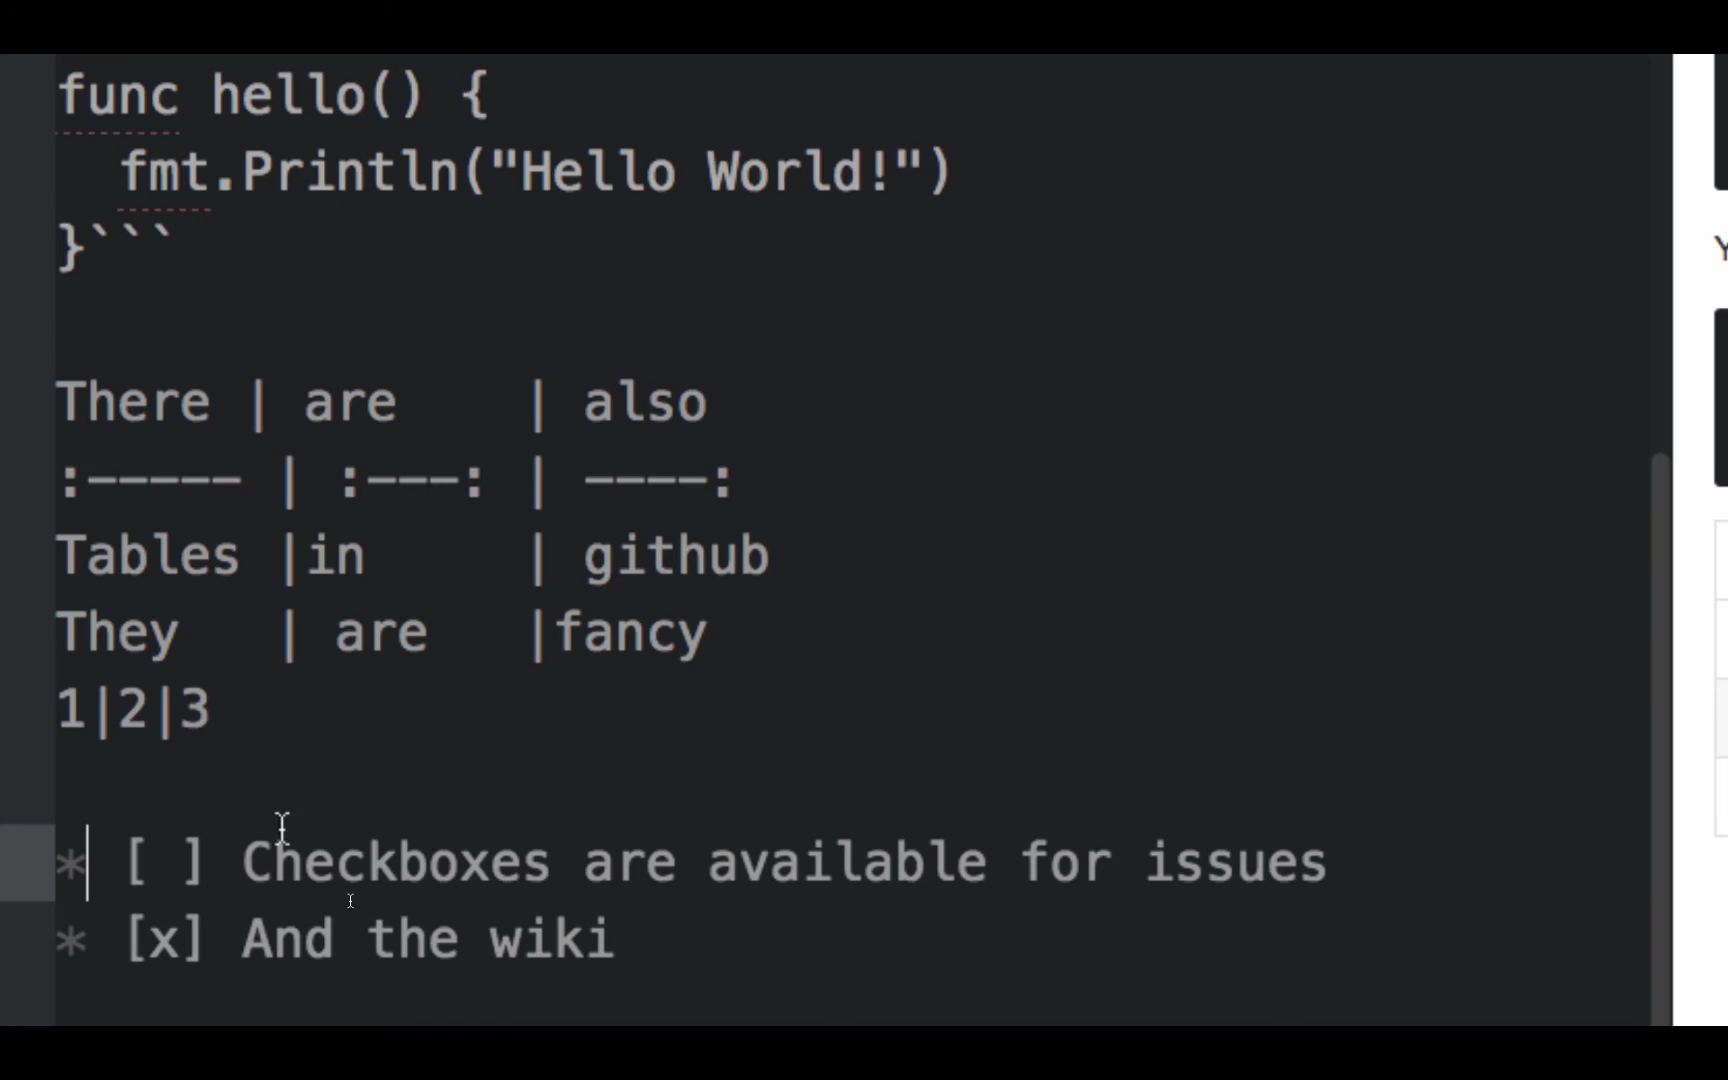 func hello() {
  fmt.Println("Hello World!")
}```
There | are    | also
:----- | :---: | ----:
Tables |in     | github
They   | are   |fancy
1|2|3
* [ ] Checkboxes are available for issues
* [x] And the wiki
Y